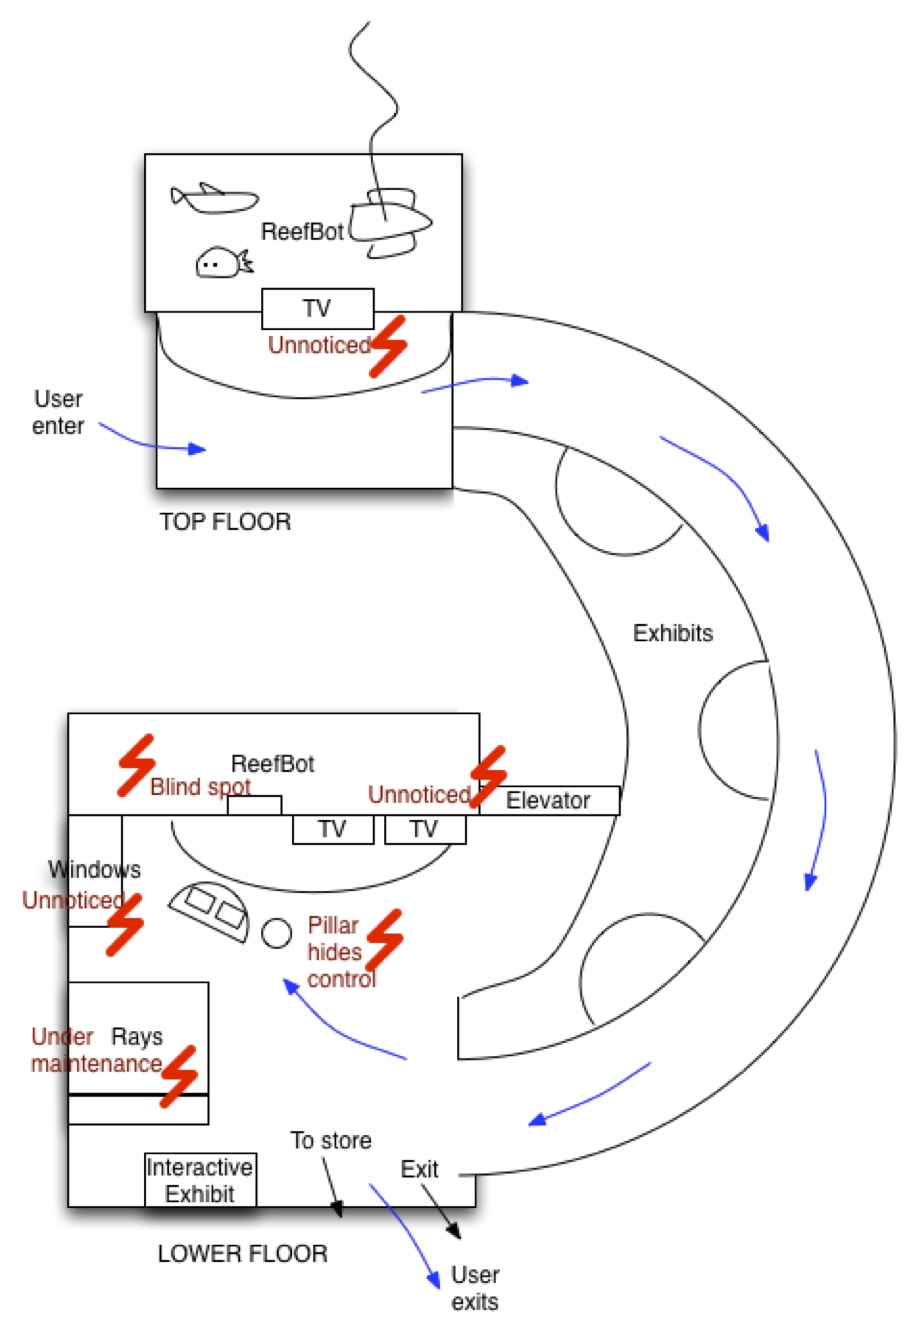 ReefBot
TV
Unnoticed
User
enter
TOP FLOOR
Exhibits
ReefBot
Blind spot
Unnoticed
Elevator
TV
TV
Windows
Unnoticed
Pillar
hides
control
Under
maintenance
Rays
To store
Exit
Interactive
Exhibit
LOWER FLOOR
User
exits